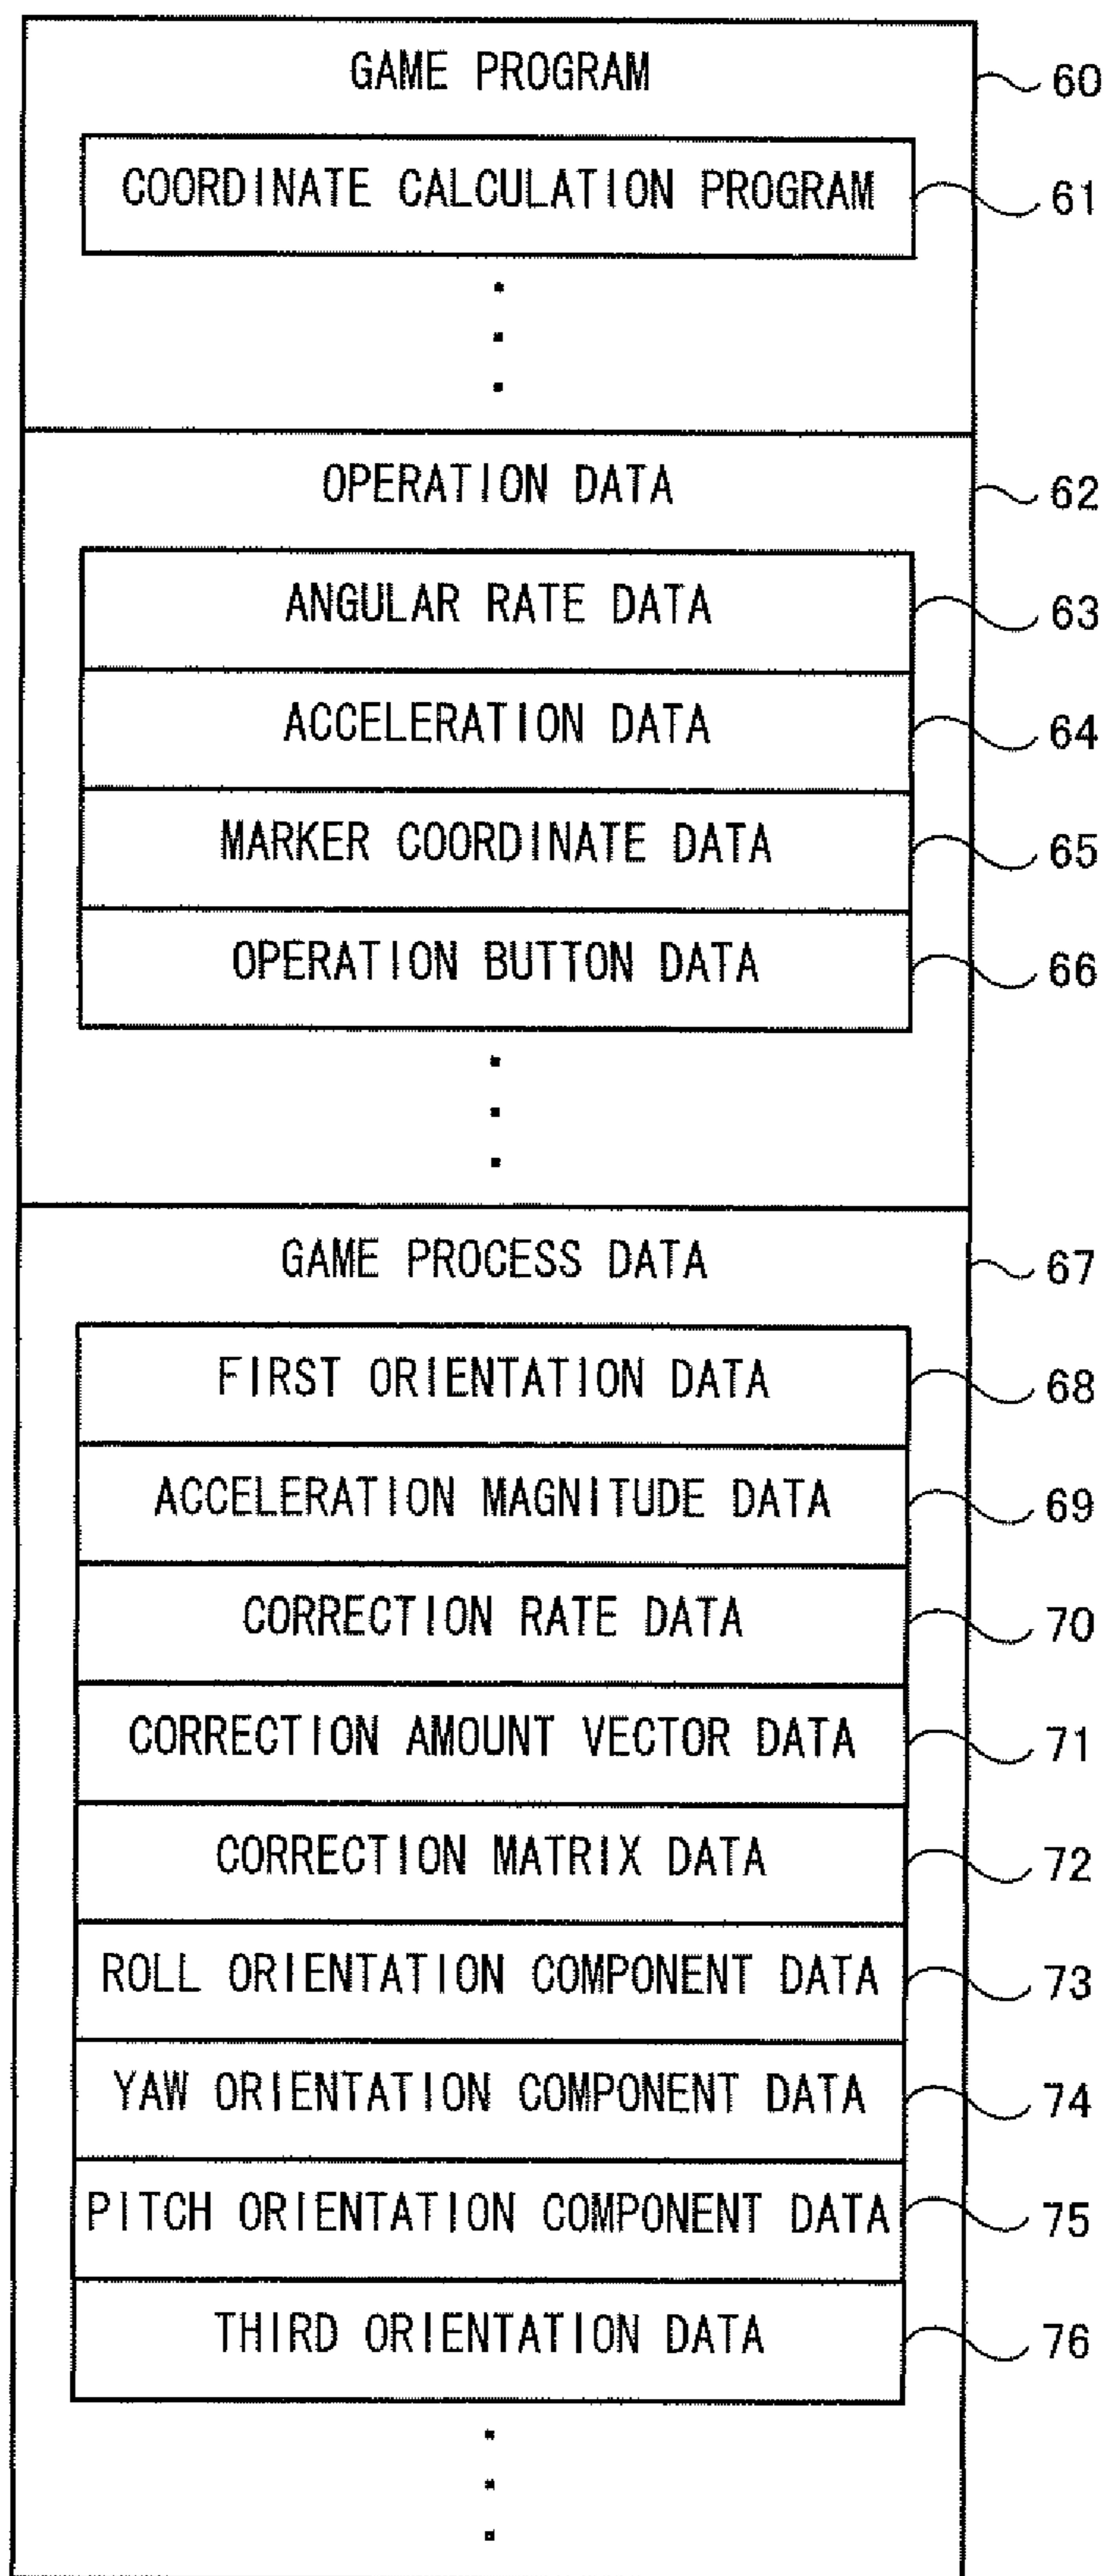 GAME PROGRAM 60
COORDINATE CALCULATION PROGRAM 61
OPERATION DATA 62
ANGULAR RATE DATA 63
ACCELERATION DATA 64
MARKER COORDINATE DATA 65
OPERATION BUTTON DATA 66
GAME PROCESS DATA 67
FIRST ORIENTATION DATA 68
ACCELERATION MAGNITUDE DATA 69
CORRECTION RATE DATA 70
CORRECTION AMOUNT VECTOR DATA 71
CORRECTION MATRIX DATA 72
ROLL ORIENTATION COMPONENT DATA 73
YAW ORIENTATION COMPONENT DATA 74
PITCH ORIENTATION COMPONENT DATA 75
THIRD ORIENTATION DATA 76